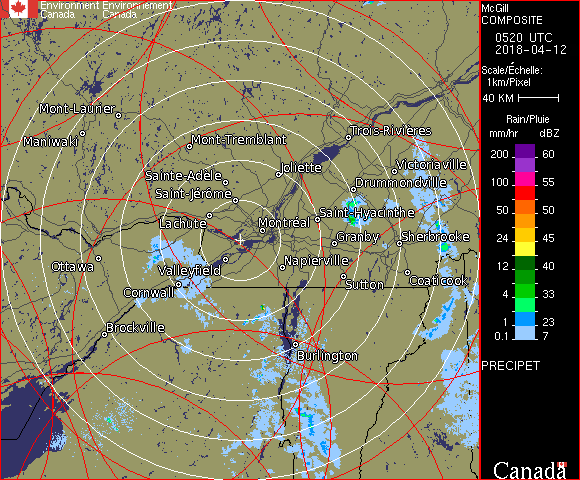 Environment Environnement
Canada Canada
McGill
COMPOSITE
0520 UTC
2018-04-12
Scale/Échelle:
1km/Pixel
40 KM
Rain/Pluie
mm/hr dBZ
200 60
55
100 55
50 50
24 45
12 40
4 33
1 23
0.1 7
PRECIPET
Canada
Mont-Laurier
Maniwaki
Mont-Tremblant
Trois-Rivières
Joliette
Victoriaville
Sainte-Adèle
Drummondville
Saint-Jérôme
Lachute
Saint-Hyacinthe
Montréal
Granby
Sherbrooke
Ottawa
Valleyfield
Napierville
Cornwall
Sutton
Coaticook
Brockville
Burlington